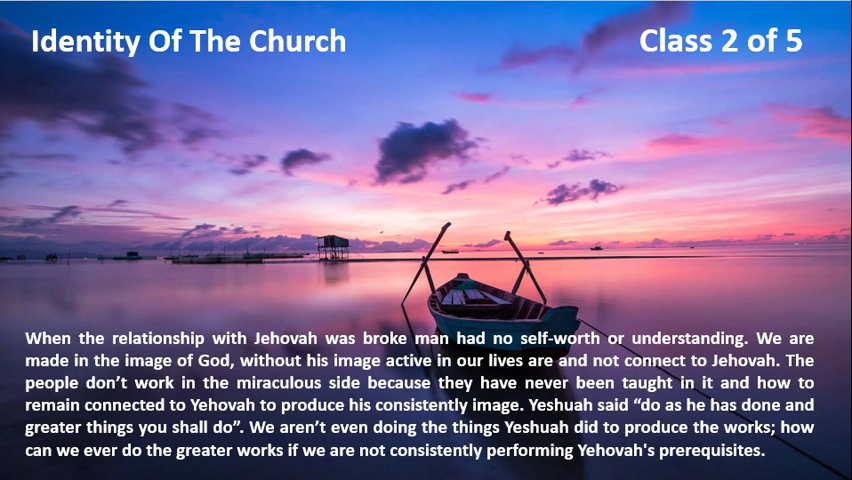 Identity Of The Church
Class 2 of 5
When the relationship with Jehovah was broke man had no self-worth or understanding. We are
made in the image of God, without his image active in our lives are and not connect to Jehovah. The
people don’t work in the miraculous side because they have never been taught in it and how to
remain connected to Yehovah to produce his consistently image. Yeshuah said “do as he has done and
greater things you shall do”. We aren’t even doing the things Yeshuah did to produce the works; how
can we ever do the greater works if we are not consistently performing Yehovah's prerequisites.